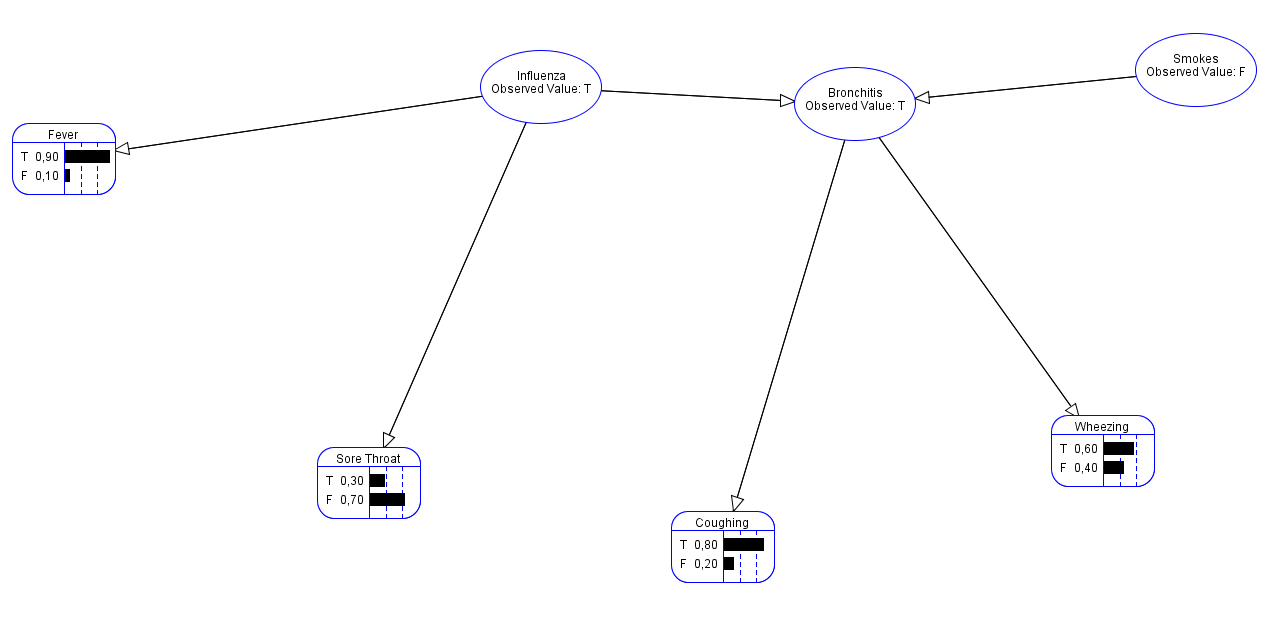 Influenza
Observed Value: T
Smokes
Observed Value: F
Bronchitis
Observed Value: T
Fever
T 0,90
F 0,10
Sore Throat
T 0,30
F 0,70
Wheezing
T 0,60
F 0,40
Coughing
T 0,80
F 0,20